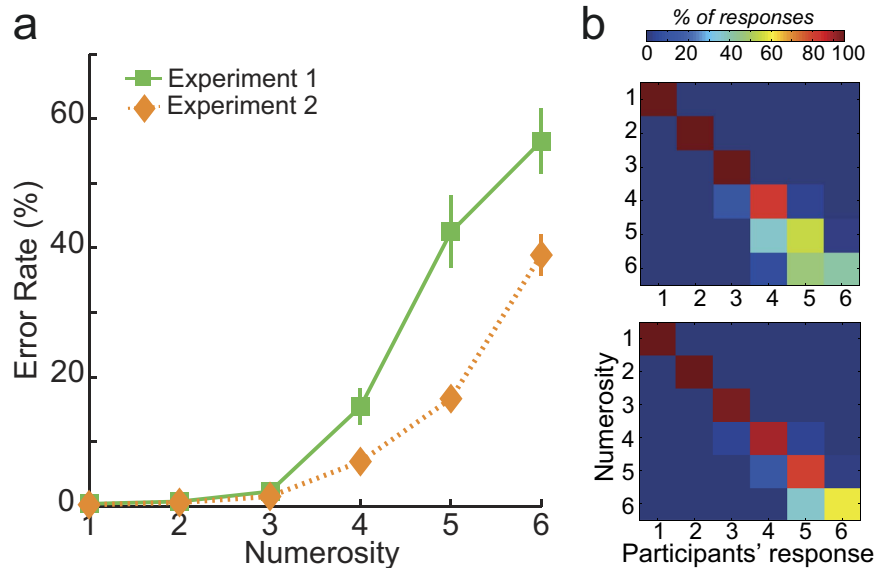 a
60
40
20
0
Error Rate (%)
Experiment 1
Experiment 2
1 2 3 4 5 6
Numerosity
b
% of responses
0 20 40 60 80 100
1
2
3
4
5
6
1 2 3 4 5 6
Numerosity
1
2
3
4
5
6
1 2 3 4 5 6
Participants' response